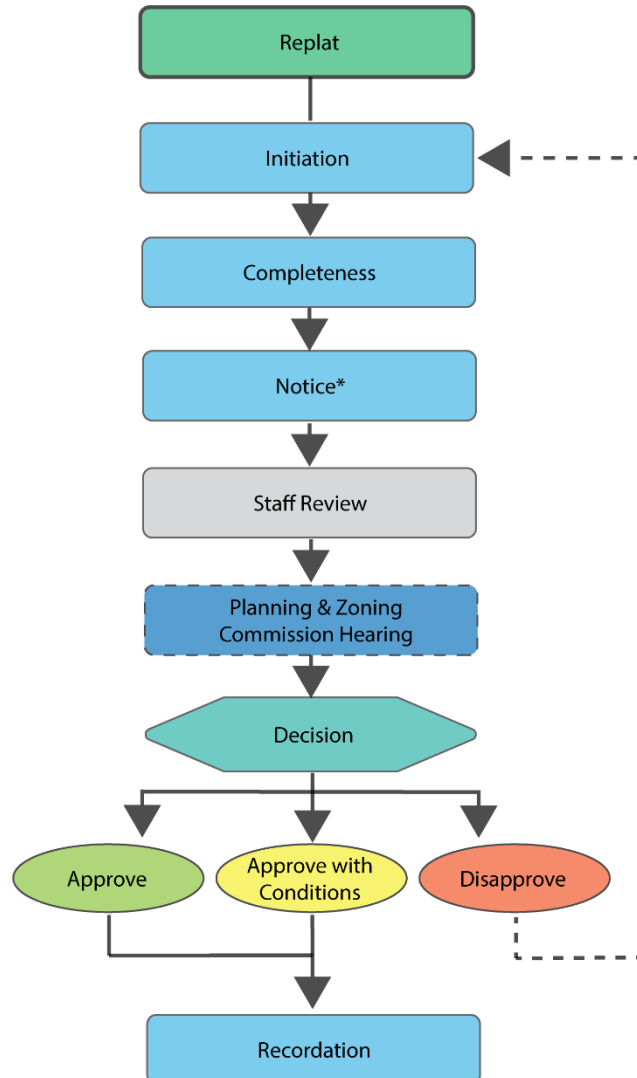 Replat
Initiation
Completeness
Notice*
Staff Review
Planning & Zoning
Commission Hearing
Decision
Approve
Approve with
Conditions
Disapprove
Recordation